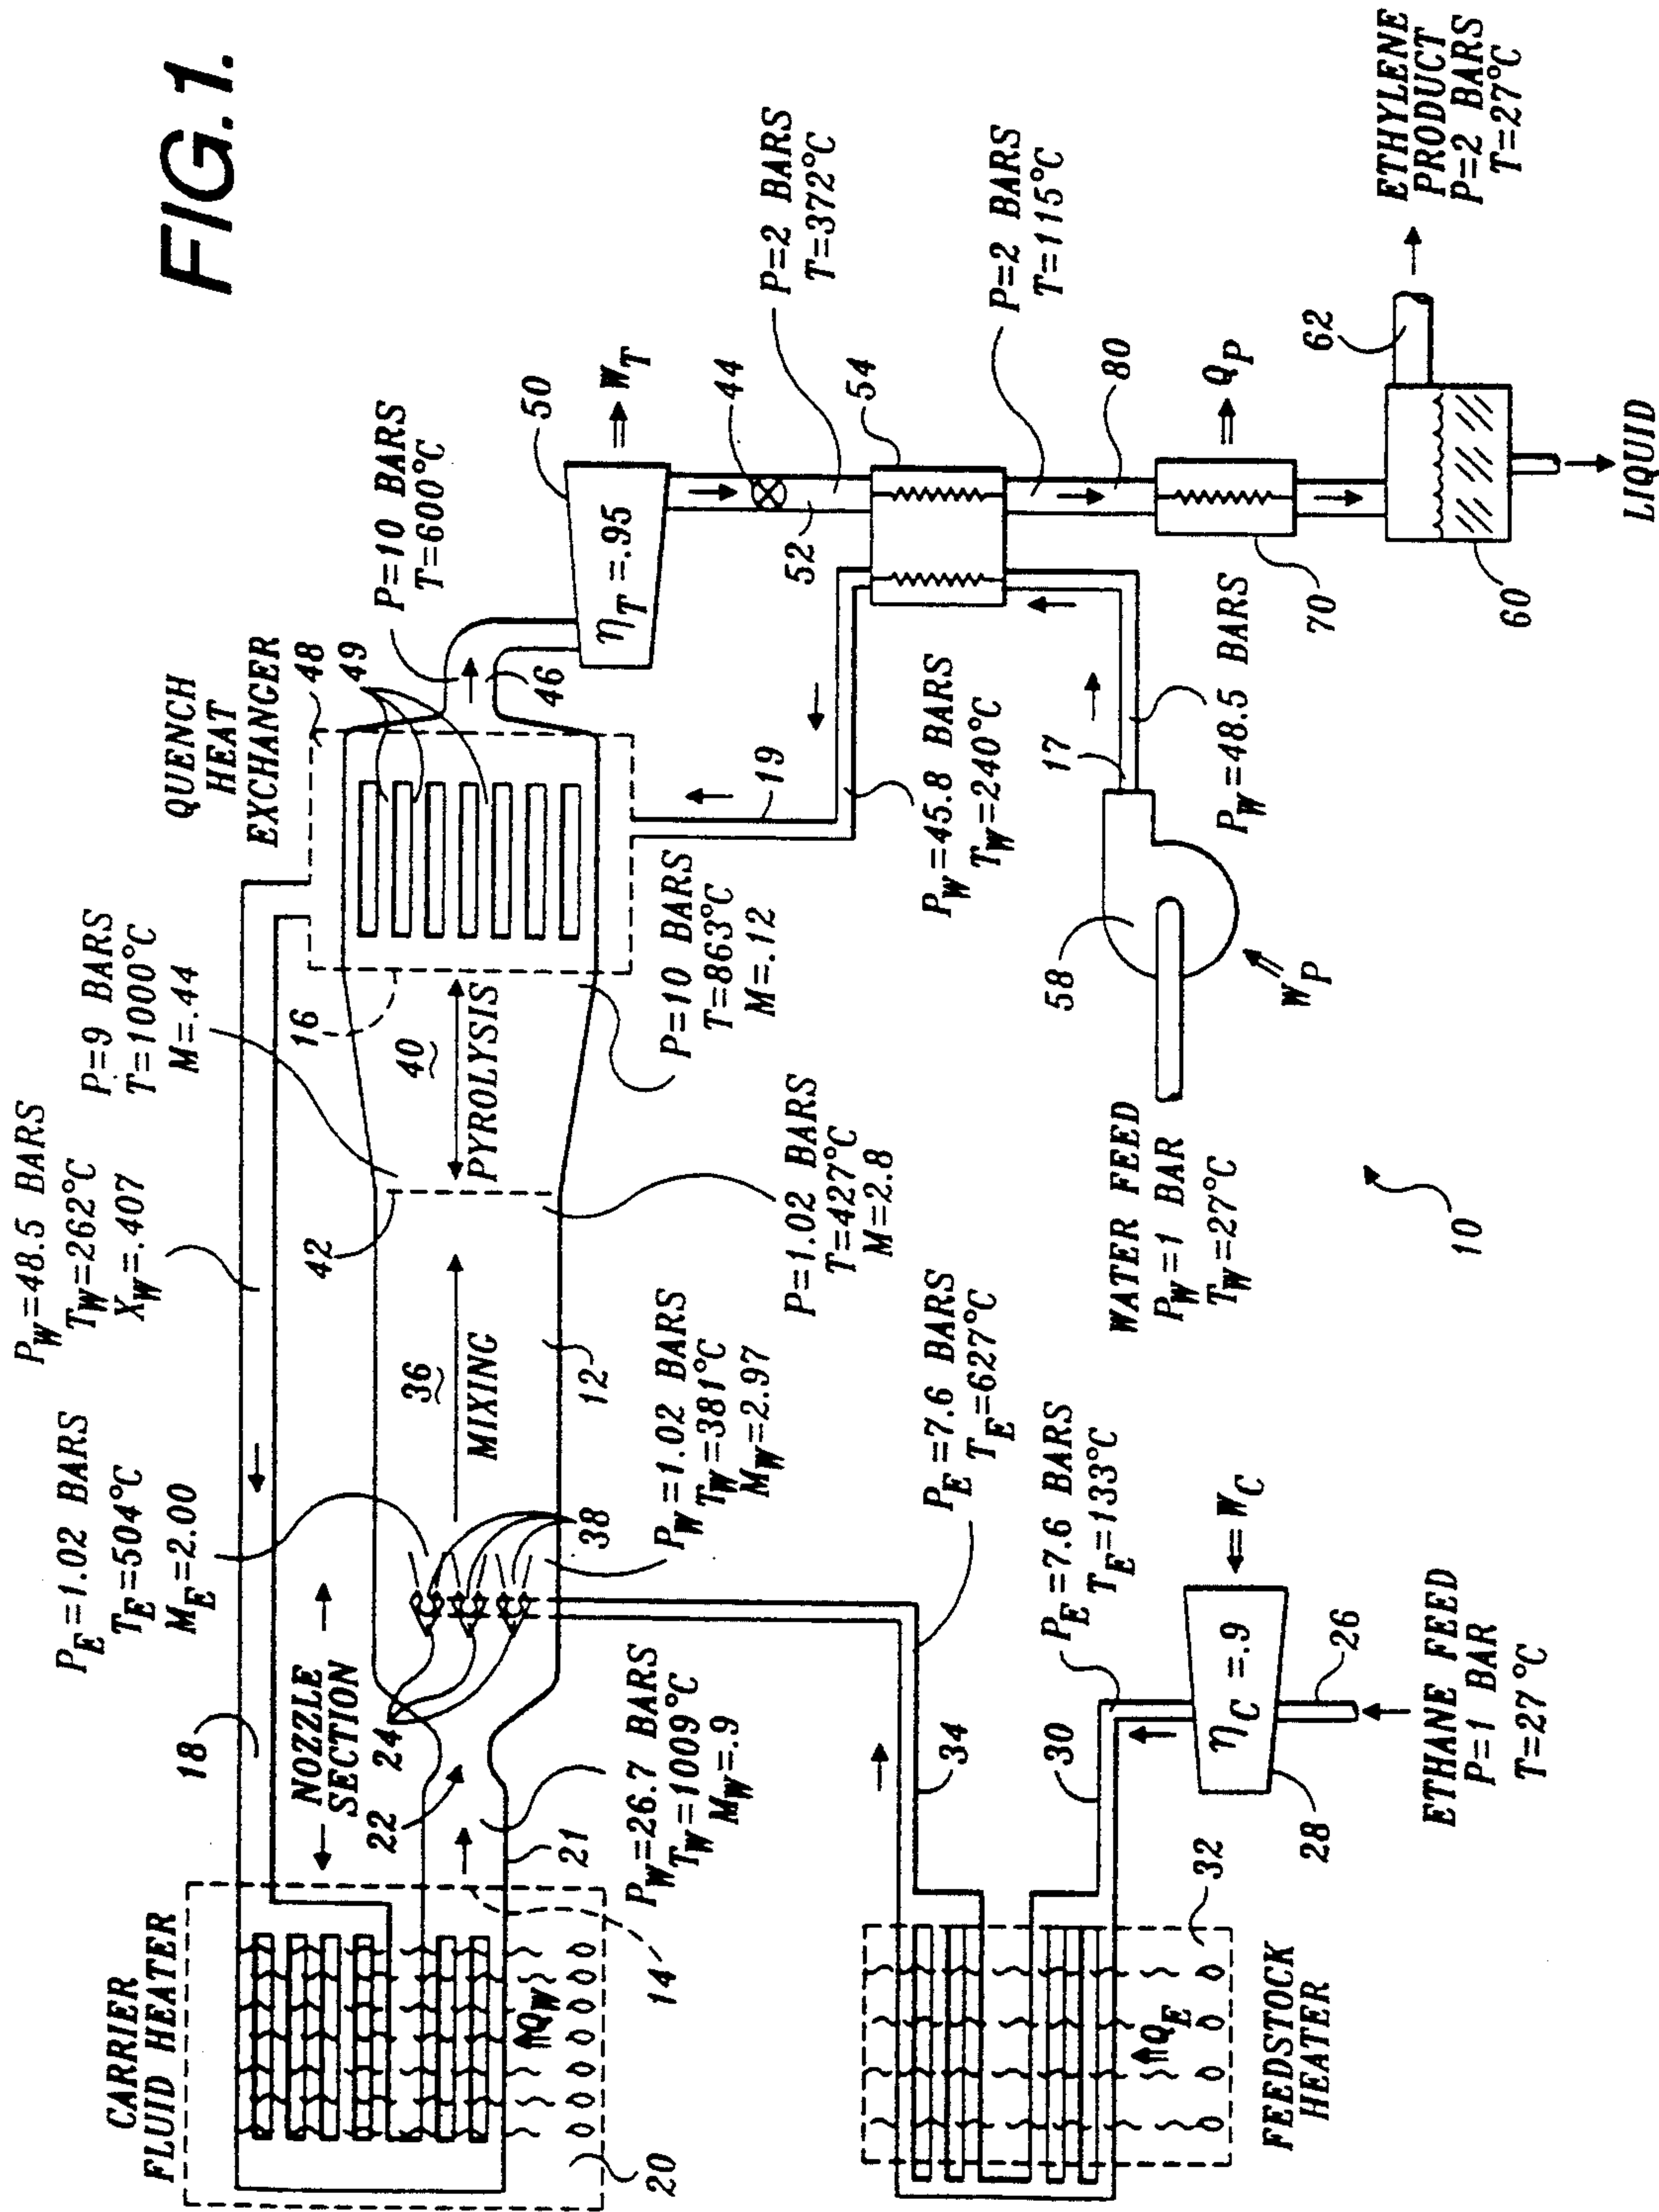 FIG. 1.
CARRIER
FLUID HEATER
18
NOZZLE
SECTION
P_E=1.02 BARS
T_E=504°C
M_E=2.00
P_W=48.5 BARS
T_W=262°C
X_W=.407
P=9 BARS
T=1000°C
M=.44
QUENCH
HEAT
EXCHANGER
48
49
P=10 BARS
T=600°C
46
50
η_T=.95
⇒W_T
44
P=2 BARS
T=372°C
52
54
P=2 BARS
T=115°C
80
70
Q_P
60
62
ETHYLENE
PRODUCT
P=2 BARS
T=27°C
LIQUID
20
⇒Q_W
14
21
22
24
P_W=26.7 BARS
T_W=1009°C
M_W=.9
38
36
MIXING
12
42
16
40
PYROLYSIS
P_W=1.02 BARS
T_W=381°C
M_W=2.97
P=1.02 BARS
T=427°C
M=2.8
P=10 BARS
T=863°C
M=.12
19
P_W=45.8 BARS
T_W=240°C
17
P_W=48.5 BARS
58
W_P
WATER FEED
P_W=1 BAR
T_W=27°C
10
P_E=7.6 BARS
T_E=627°C
34
P_E=7.6 BARS
T_E=133°C
30
⇐W_C
η_C=.9
26
28
ETHANE FEED
P=1 BAR
T=27°C
32
⇒Q_E
FEEDSTOCK
HEATER